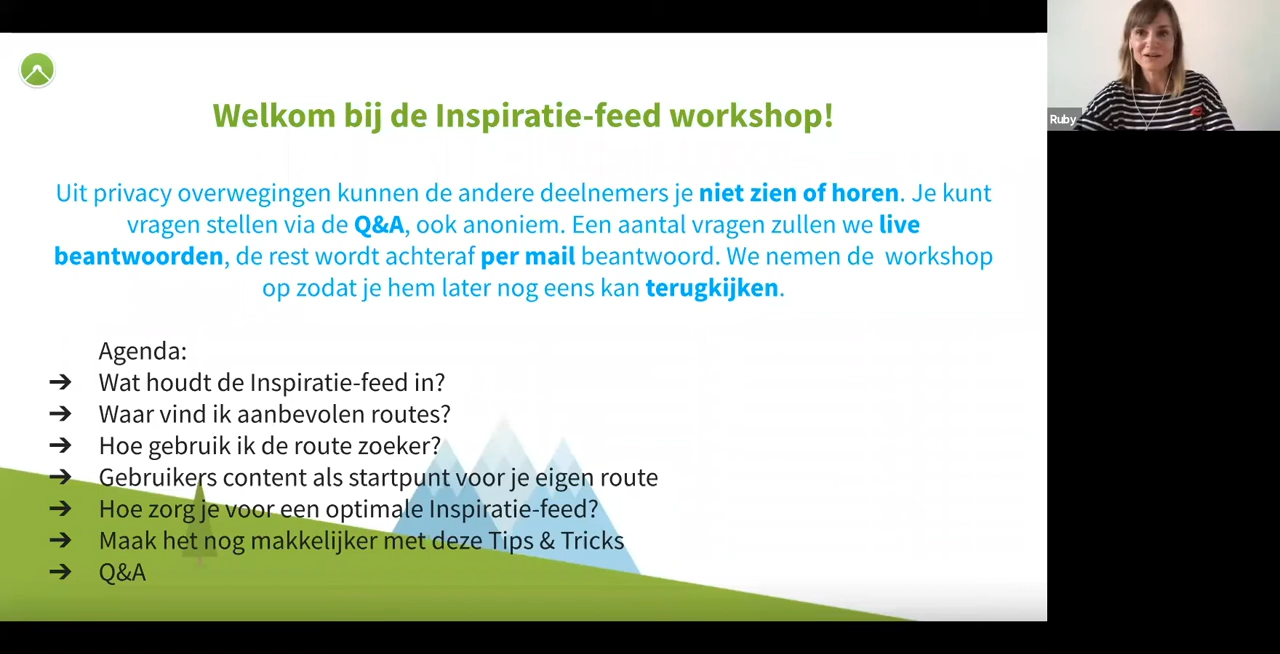 Welkom bij de Inspiratie-feed workshop!
Ruby
Uit privacy overwegingen kunnen de andere deelnemers je niet zien of horen. Je kunt
vragen stellen via de Q&A, ook anoniem. Een aantal vragen zullen we live
beantwoorden, de rest wordt achteraf per mail beantwoord. We nemen de workshop
op zodat je hem later nog eens kan terugkijken.
Agenda:
➔ Wat houdt de Inspiratie-feed in?
➔ Waar vind ik aanbevolen routes?
➔ Hoe gebruik ik de route zoeker?
➔ Gebruikers content als startpunt voor je eigen route
➔ Hoe zorg je voor een optimale Inspiratie-feed?
➔ Maak het nog makkelijker met deze Tips & Tricks
➔ Q&A